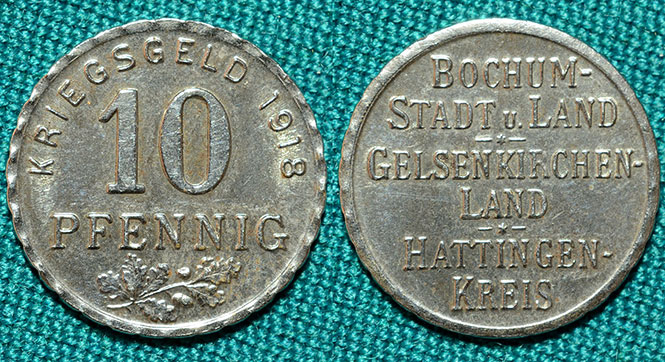 KRIEGSGELD 1918
10
PFENNIG
BOCHUM-
STADT u. LAND
GELSENKIRCHEN-
LAND
HATTINGEN-
KREIS